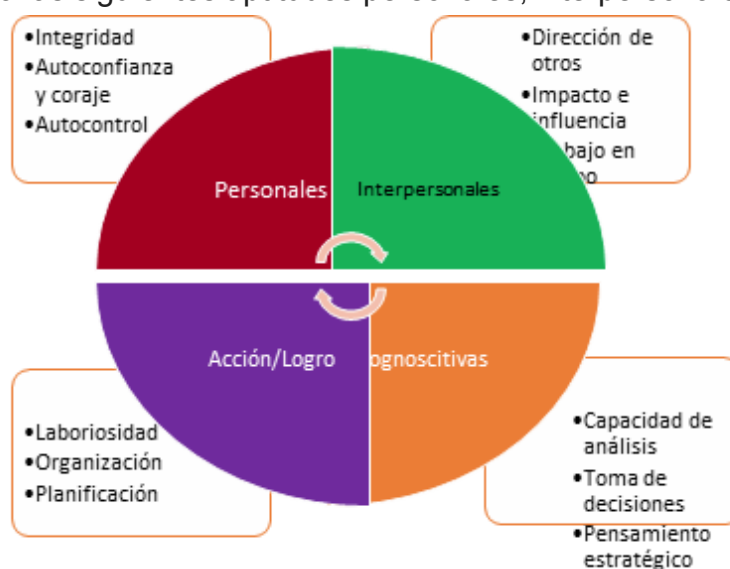 •Integridad
•Autoconfianza
y coraje
•Autocontrol
•Dirección de
otros
•Impacto e
influencia
en
Personales
Interpersonales
Acción/Logro
•Laboriosidad
•Organización
•Planificación
•Capacidad de
análisis
•Toma de
decisiones
•Pensamiento
estratégico